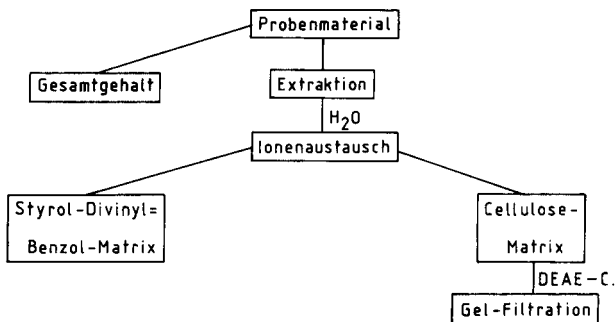 Probenmaterial
Gesamtgehalt
Extraktion
H₂O
Ionenaustausch
Styrol-Divinyl=
Benzol-Matrix
Cellulose-
Matrix
DEAE-C.
Gel-Filtration